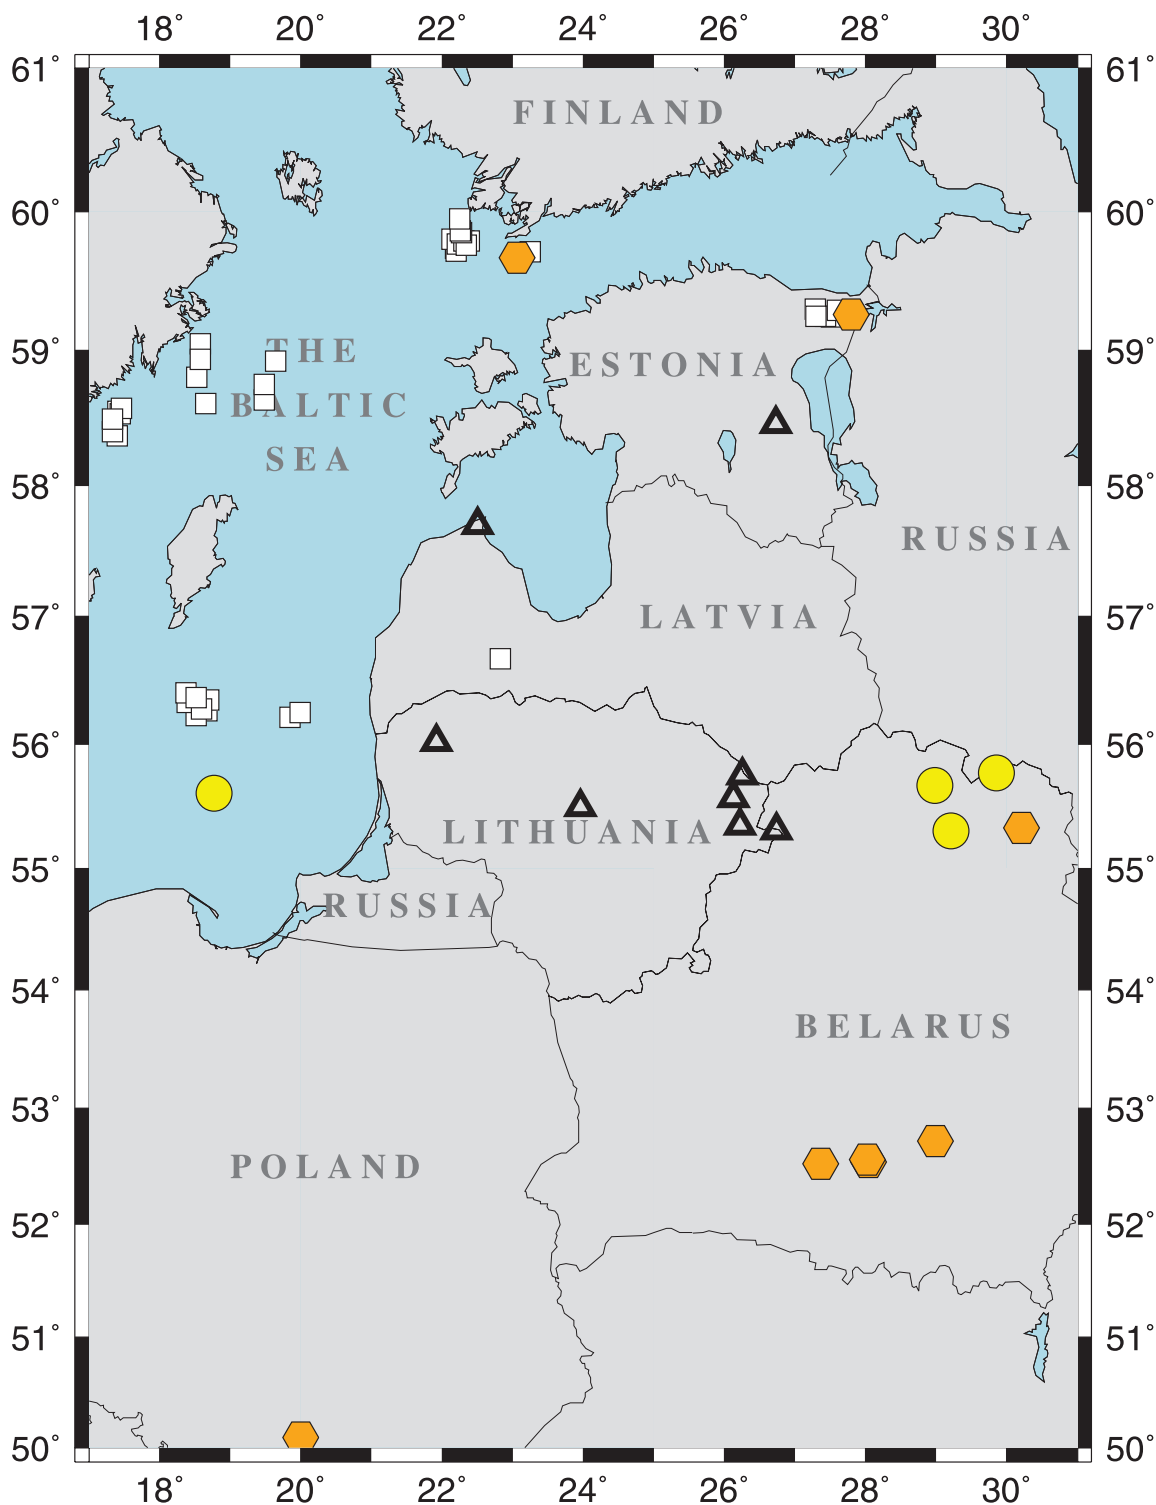 18° 20° 22° 24° 26° 28° 30°
61° 61°
FINLAND
60° 60°
THE
59° 59°
ESTONIA
BALTIC
SEA
58° 58°
RUSSIA
57° 57°
LATVIA
56° 56°
LITHUANIA
55° 55°
RUSSIA
54° 54°
BELARUS
53° 53°
POLAND
52° 52°
51° 51°
50° 50°
18° 20° 22° 24° 26° 28° 30°